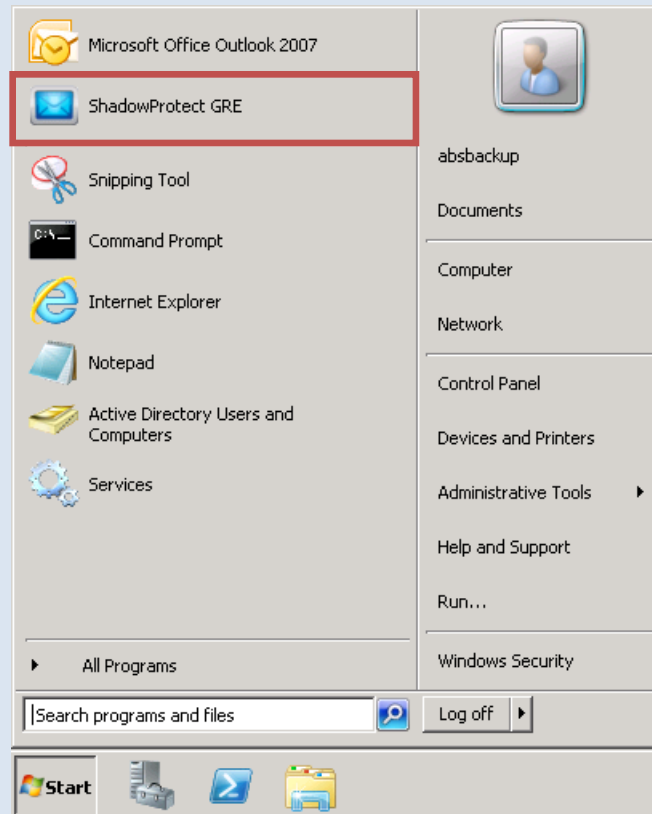 Microsoft Office Outlook 2007
ShadowProtect GRE
Snipping Tool
C:\
Command Prompt
Internet Explorer
Notepad
Active Directory Users and
Computers
Services
All Programs
Search programs and files
absbackup
Documents
Computer
Network
Control Panel
Devices and Printers
Administrative Tools
Help and Support
Run...
Windows Security
Log off
Start